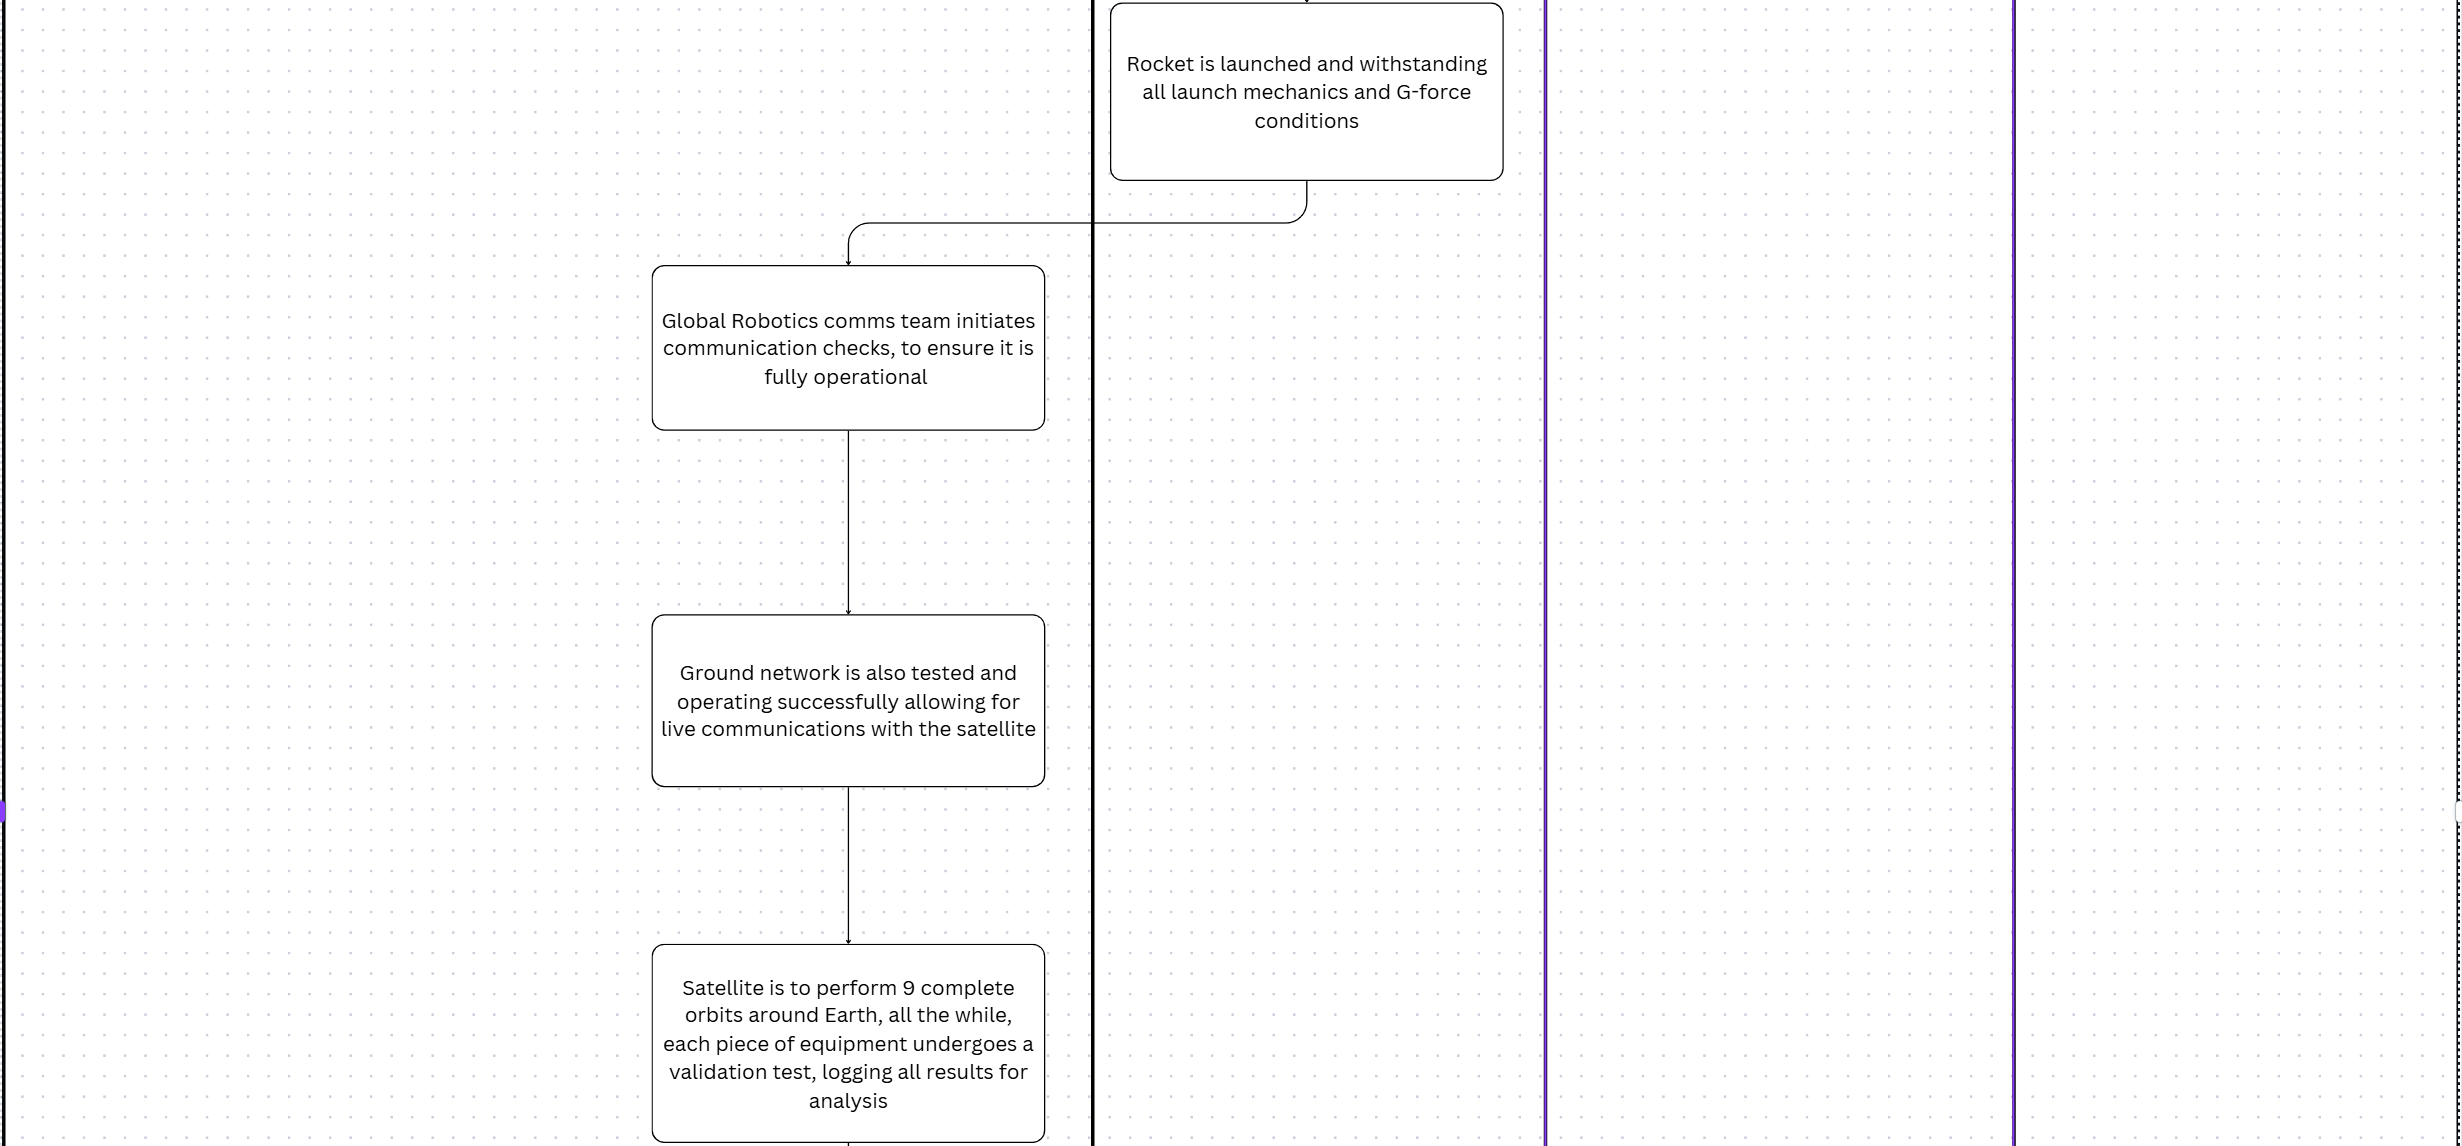 Rocket is launched and withstanding
all launch mechanics and G-force
conditions
Global Robotics comms team initiates
communication checks, to ensure it is
fully operational
Ground network is also tested and
operating successfully allowing for
live communications with the satellite
Satellite is to perform 9 complete
orbits around Earth, all the while,
each piece of equipment undergoes a
validation test, logging all results for
analysis